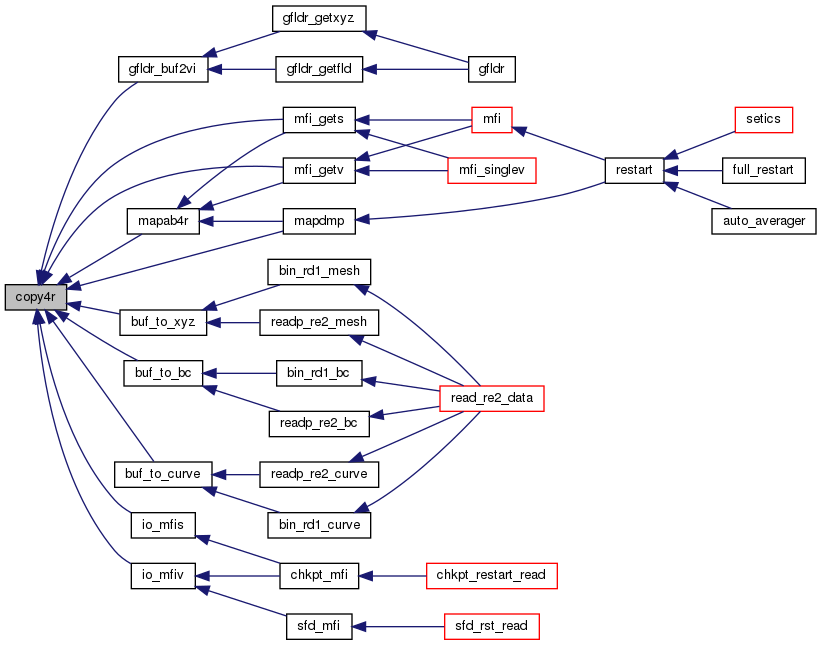 gfldr_getxyz
gfldr_buf2vi
gfldr_getfld
gfldr
mfi_gets
mfi
setics
mfi_getv
mfi_singlev
restart
full_restart
mapab4r
mapdmp
auto_averager
copy4r
bin_rd1_mesh
buf_to_xyz
readp_re2_mesh
buf_to_bc
bin_rd1_bc
read_re2_data
readp_re2_bc
buf_to_curve
readp_re2_curve
bin_rd1_curve
io_mfis
io_mfiv
chkpt_mfi
chkpt_restart_read
sfd_mfi
sfd_rst_read